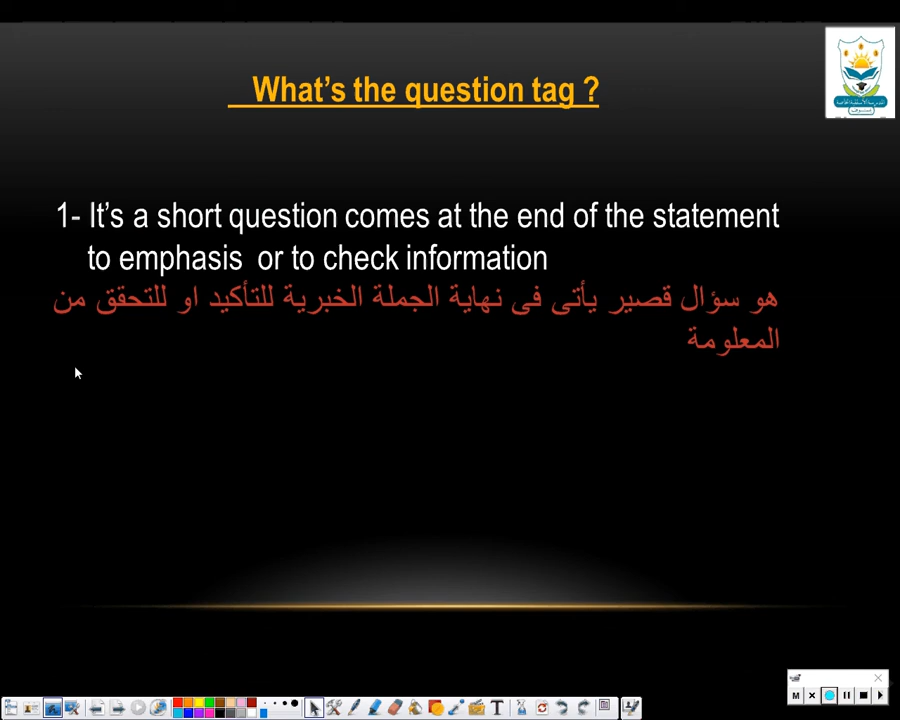 What’s the question tag ?
1- It’s a short question comes at the end of the statement
to emphasis or to check information
هو سؤال قصير يأتى فى نهاية الجملة الخبرية للتأكيد او للتحقق من
المعلومة